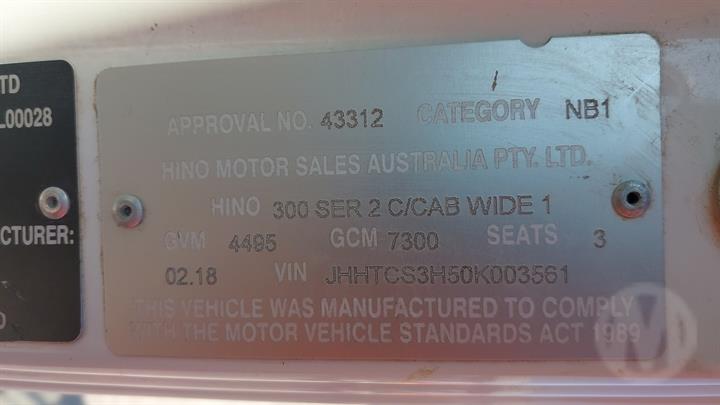 TD
L00028
CTURER:
D
APPROVAL NO. 43312 CATEGORY NB1
HINO MOTOR SALES AUSTRALIA PTY. LTD.
HINO 300 SER 2 C/CAB WIDE 1
GVM 4495 GCM 7300 SEATS 3
02.18 VIN JHHTCS3H50K003561
THIS VEHICLE WAS MANUFACTURED TO COMPLY
WITH THE MOTOR VEHICLE STANDARDS ACT 1989
M